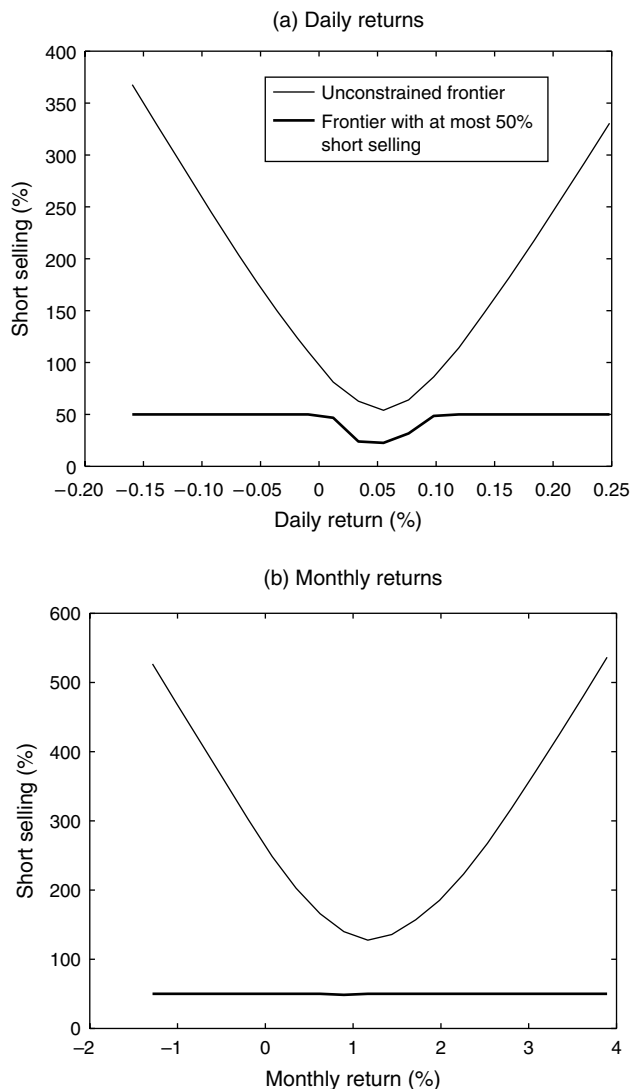 (a) Daily returns
400
350
300
250
200
150
100
50
0
Short selling (%)
Unconstrained frontier
Frontier with at most 50%
short selling
−0.20 −0.15 −0.10 −0.05 0 0.05 0.10 0.15 0.20 0.25
Daily return (%)
(b) Monthly returns
600
500
400
300
200
100
0
Short selling (%)
−2 −1 0 1 2 3 4
Monthly return (%)